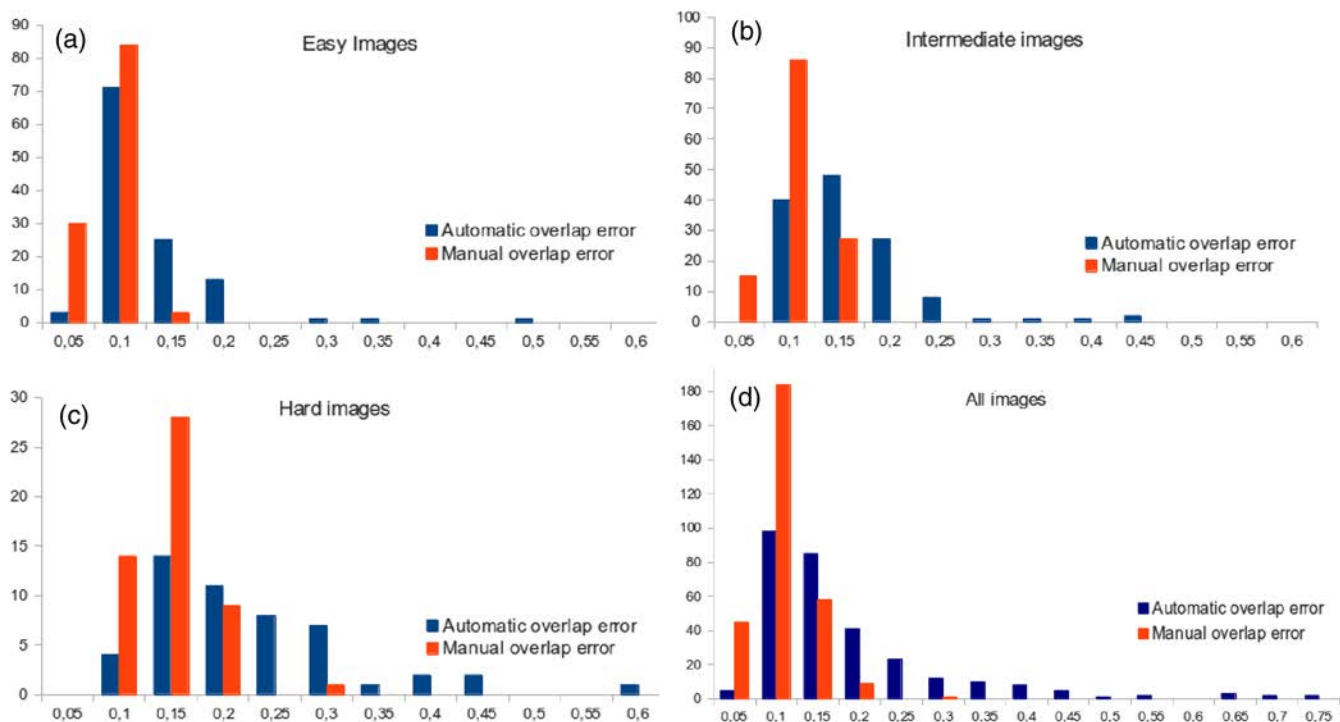 (a)
Easy Images
90
80
70
60
50
40
30
20
10
0
Automatic overlap error
Manual overlap error
0,05 0,1 0,15 0,2 0,25 0,3 0,35 0,4 0,45 0,5 0,55 0,6
(b)
Intermediate images
100
90
80
70
60
50
40
30
20
10
0
Automatic overlap error
Manual overlap error
0,05 0,1 0,15 0,2 0,25 0,3 0,35 0,4 0,45 0,5 0,55 0,6
(c)
Hard images
30
25
20
15
10
5
0
Automatic overlap error
Manual overlap error
0,05 0,1 0,15 0,2 0,25 0,3 0,35 0,4 0,45 0,5 0,55 0,6
(d)
All images
180
160
140
120
100
80
60
40
20
0
Automatic overlap error
Manual overlap error
0,05 0,1 0,15 0,2 0,25 0,3 0,35 0,4 0,45 0,5 0,55 0,6 0,65 0,7 0,75